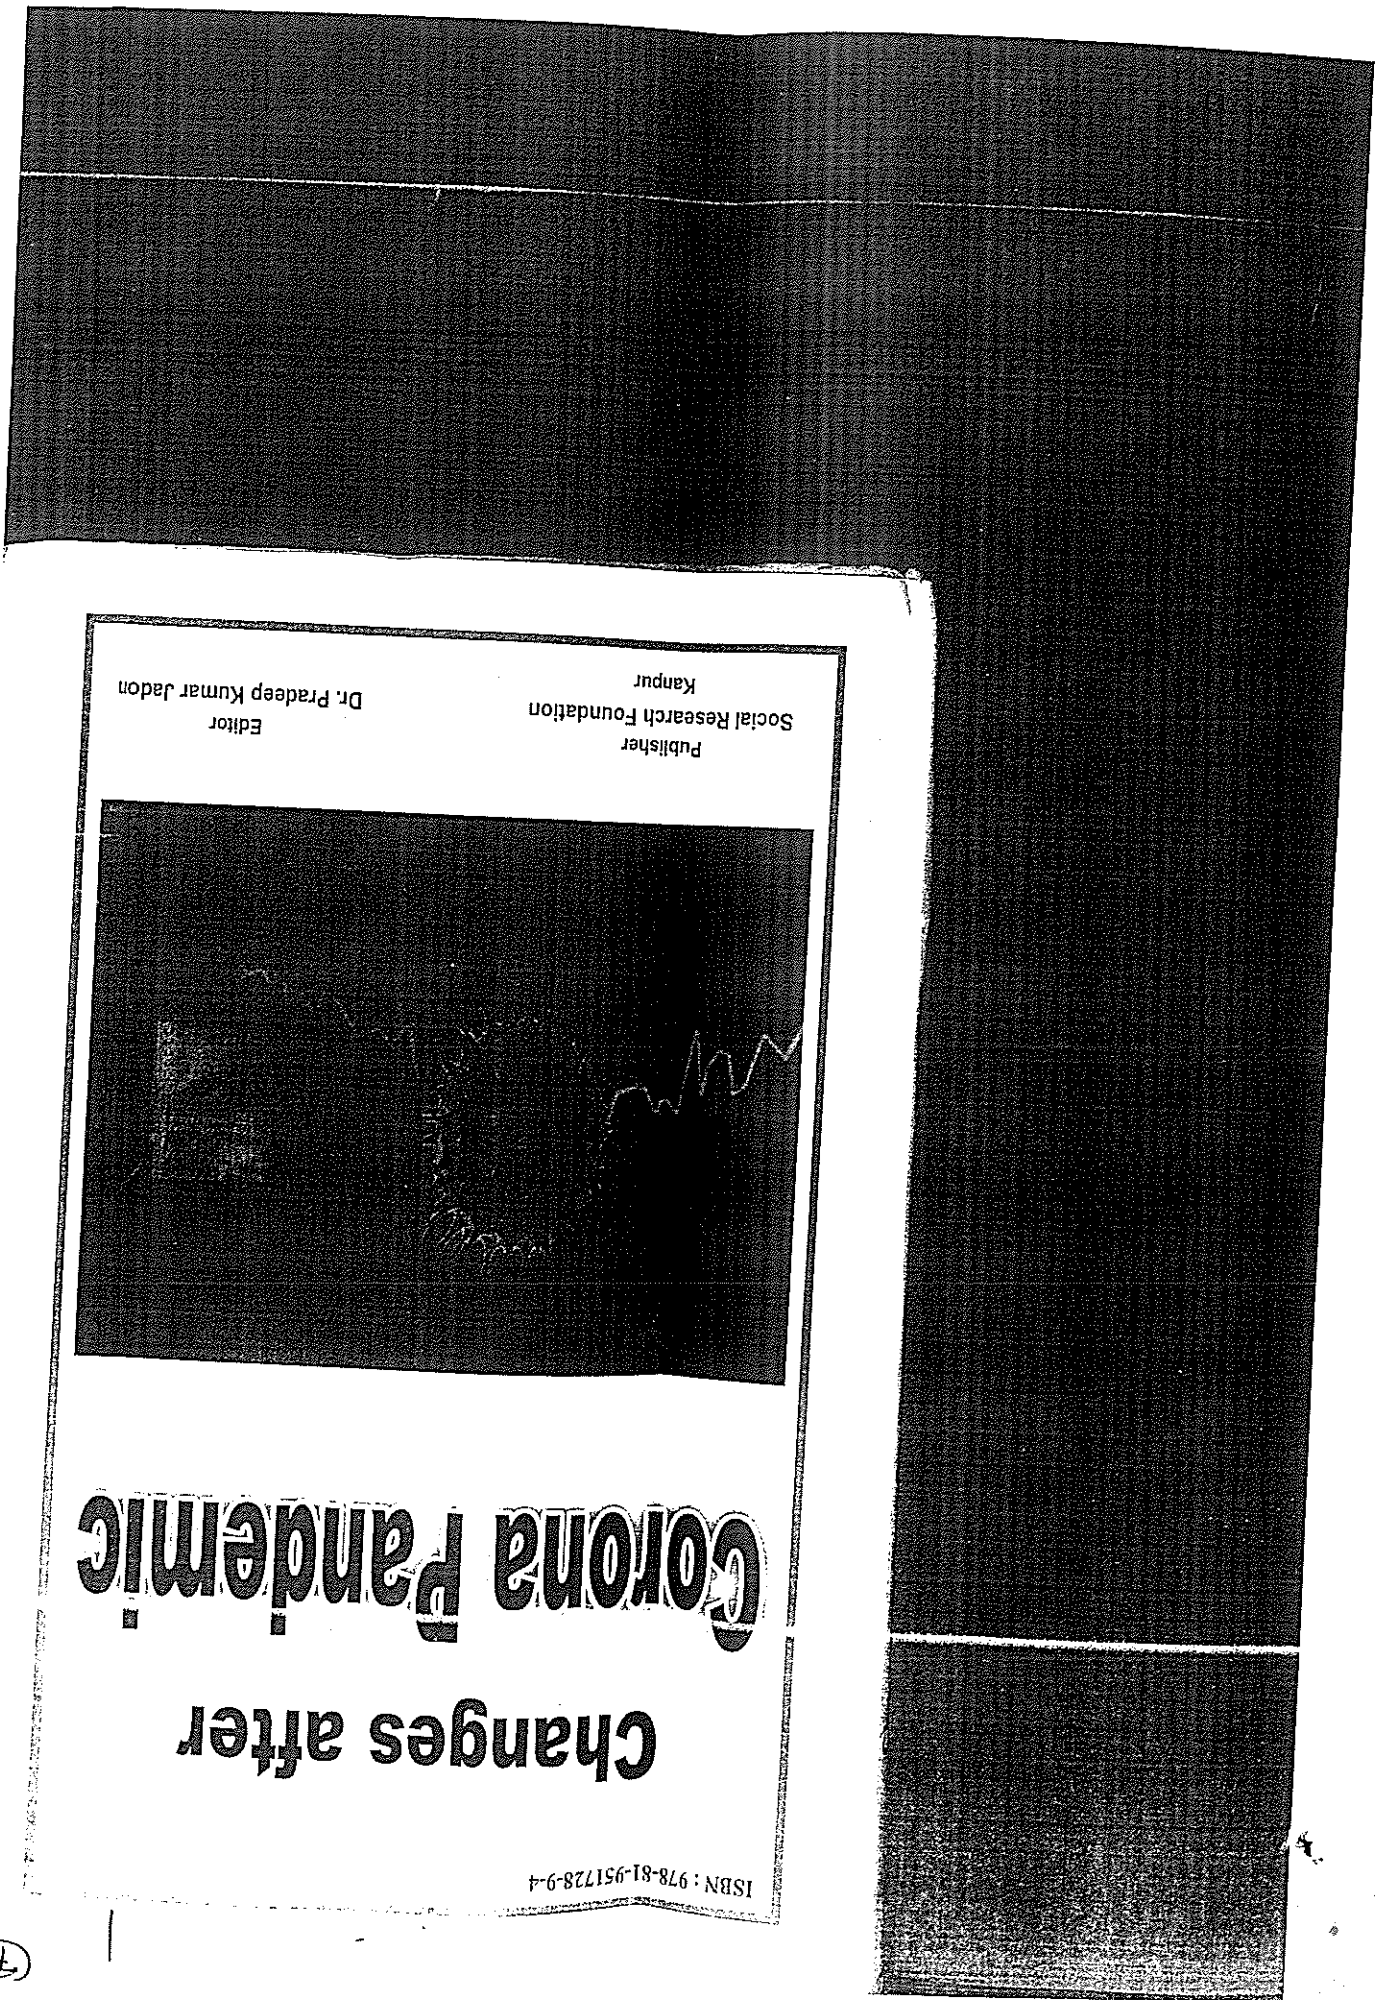 ISBN : 978-81-951728-9-4
Changes after
Corona Pandemic
Publisher
Social Research Foundation
Kanpur
Editor
Dr. Pradeep Kumar Jadon